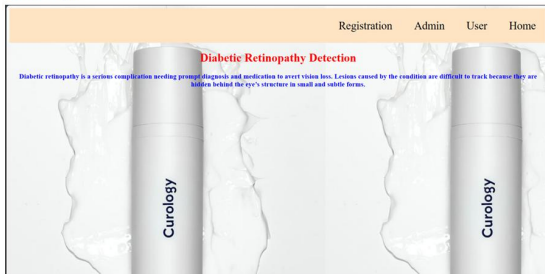 Registration Admin User Home
Diabetic Retinopathy Detection
Diabetic retinopathy is a serious complication needing prompt diagnosis and medication to avert vision loss. Lesions caused by the condition are difficult to track because they are
hidden behind the eye's structure in small and subtle forms.
Curology Curology